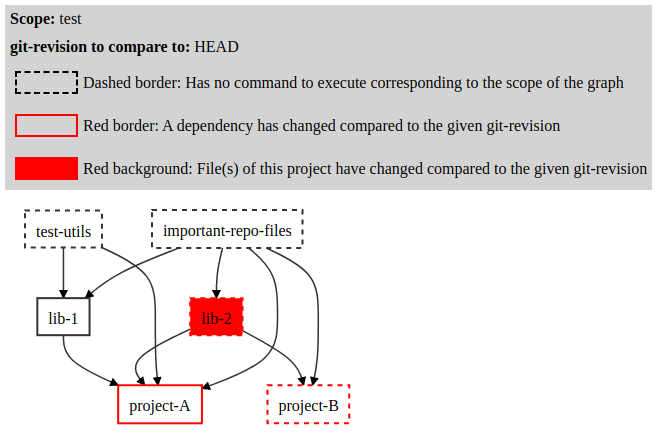 Scope: test
git-revision to compare to: HEAD
Dashed border: Has no command to execute corresponding to the scope of the graph
Red border: A dependency has changed compared to the given git-revision
Red background: File(s) of this project have changed compared to the given git-revision
test-utils
important-repo-files
lib-1
lib-2
project-A
project-B